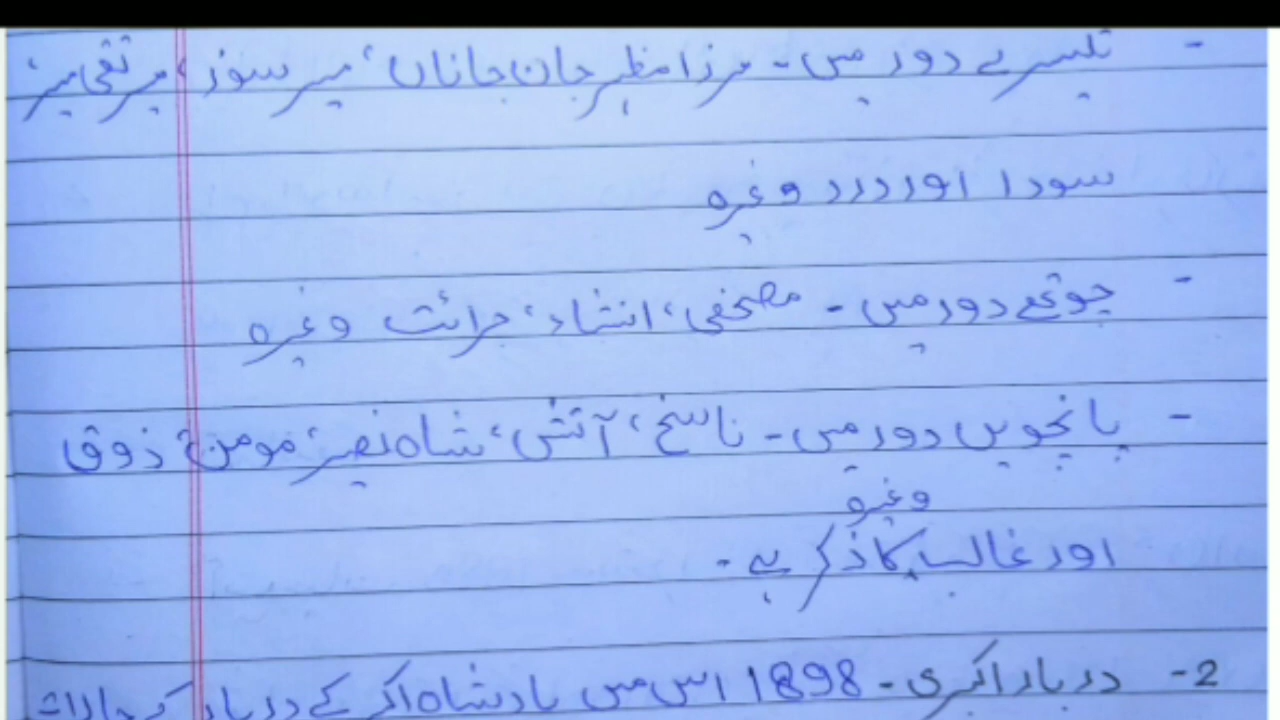 - تیسرے دور میں - مرزا مظہر جان جاناں، میر سوز، میر تقی میر،
سودا اور درد وغیرہ
- چوتھے دور میں - مصحفی، انشاء، جرائت وغیرہ
- پانچویں دور میں - ناسخ، آتش، شاہ نصیر، مومن، ذوق
وغیرہ
اور غالب کا ذکر ہے -
2- دربار اکبری - 1898 اس میں بادشاہ اکبر کے دربار کے حالات